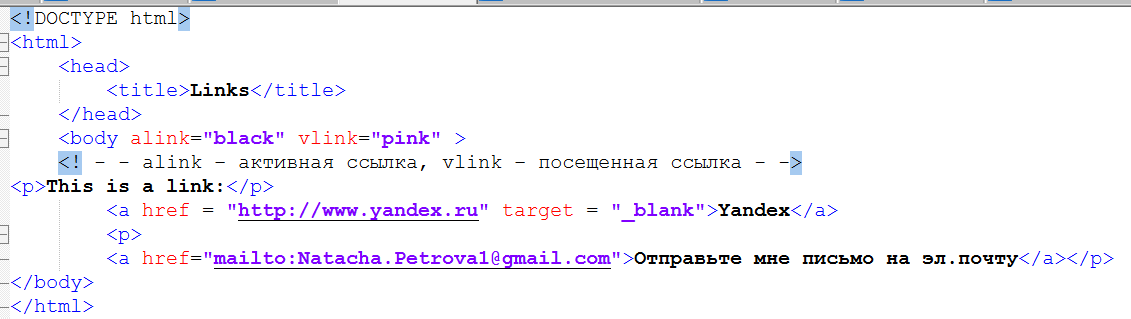 <!DOCTYPE html>
<html>
<head>
<title>Links</title>
</head>
<body alink="black" vlink="pink" >
<! - - alink - активная ссылка, vlink - посещенная ссылка - ->
<p>This is a link:</p>
<a href = "http://www.yandex.ru" target = "_blank">Yandex</a>
<p>
<a href="mailto:Natacha.Petrova1@gmail.com">Отправьте мне письмо на эл.почту</a></p>
</body>
</html>